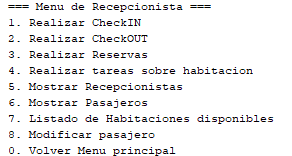 === Menu de Recepcionista ===
1. Realizar CheckIN
2. Realizar CheckOUT
3. Realizar Reservas
4. Realizar tareas sobre habitacion
5. Mostrar Recepcionistas
6. Mostrar Pasajeros
7. Listado de Habitaciones disponibles
8. Modificar pasajero
0. Volver Menu principal